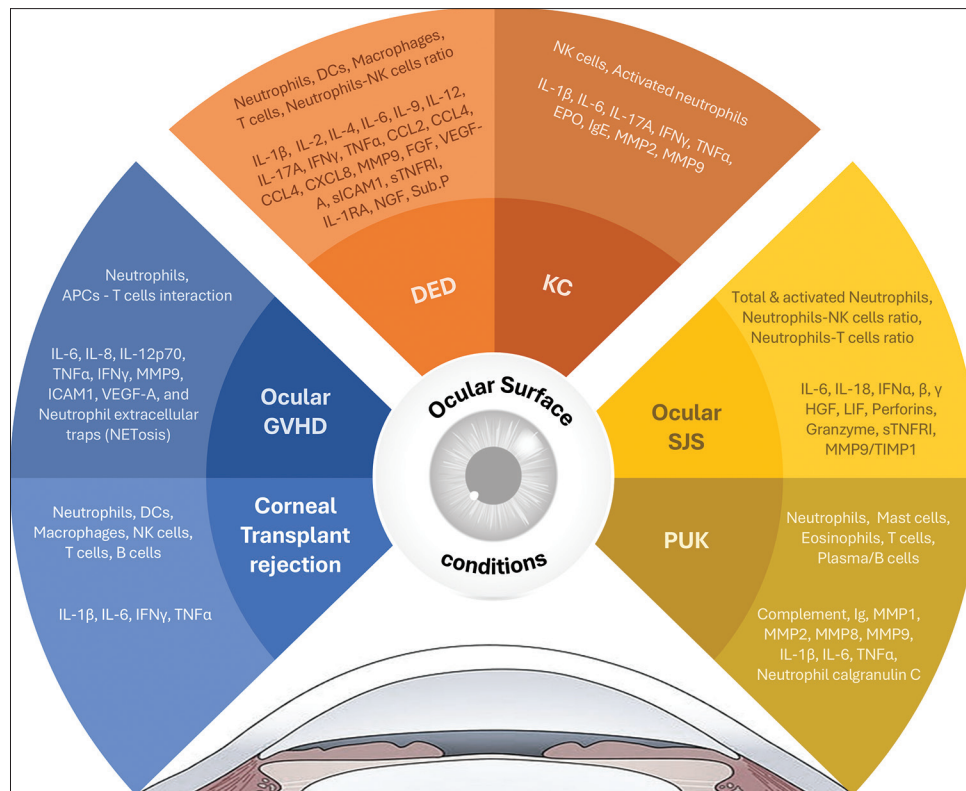 Neutrophils, DCs, Macrophages,
T cells, Neutrophils-NK cells ratio
IL-1β, IL-2, IL-4, IL-6, IL-9, IL-12,
IL-17A, IFNγ, TNFα, CCL2, CCL4,
CCL4, CXCL8, MMP9, FGF, VEGF-
A, sICAM1, sTNFRI,
IL-1RA, NGF, Sub.P
DED
NK cells, Activated neutrophils
IL-1β, IL-6, IL-17A, IFNγ, TNFα,
EPO, IgE, MMP2, MMP9
KC
Neutrophils,
APCs - T cells interaction
IL-6, IL-8, IL-12p70,
TNFα, IFNγ, MMP9,
ICAM1, VEGF-A, and
Neutrophil extracellular
traps (NETosis)
Ocular
GVHD
Ocular Surface
conditions
Total & activated Neutrophils,
Neutrophils-NK cells ratio,
Neutrophils-T cells ratio
IL-6, IL-18, IFNα, β, γ
HGF, LIF, Perforins,
Granzyme, sTNFRI,
MMP9/TIMP1
Ocular
SJS
Neutrophils, DCs,
Macrophages, NK cells,
T cells, B cells
IL-1β, IL-6, IFNγ, TNFα
Corneal
Transplant
rejection
PUK
Neutrophils, Mast cells,
Eosinophils, T cells,
Plasma/B cells
Complement, Ig, MMP1,
MMP2, MMP8, MMP9,
IL-1β, IL-6, TNFα,
Neutrophil calgranulin C